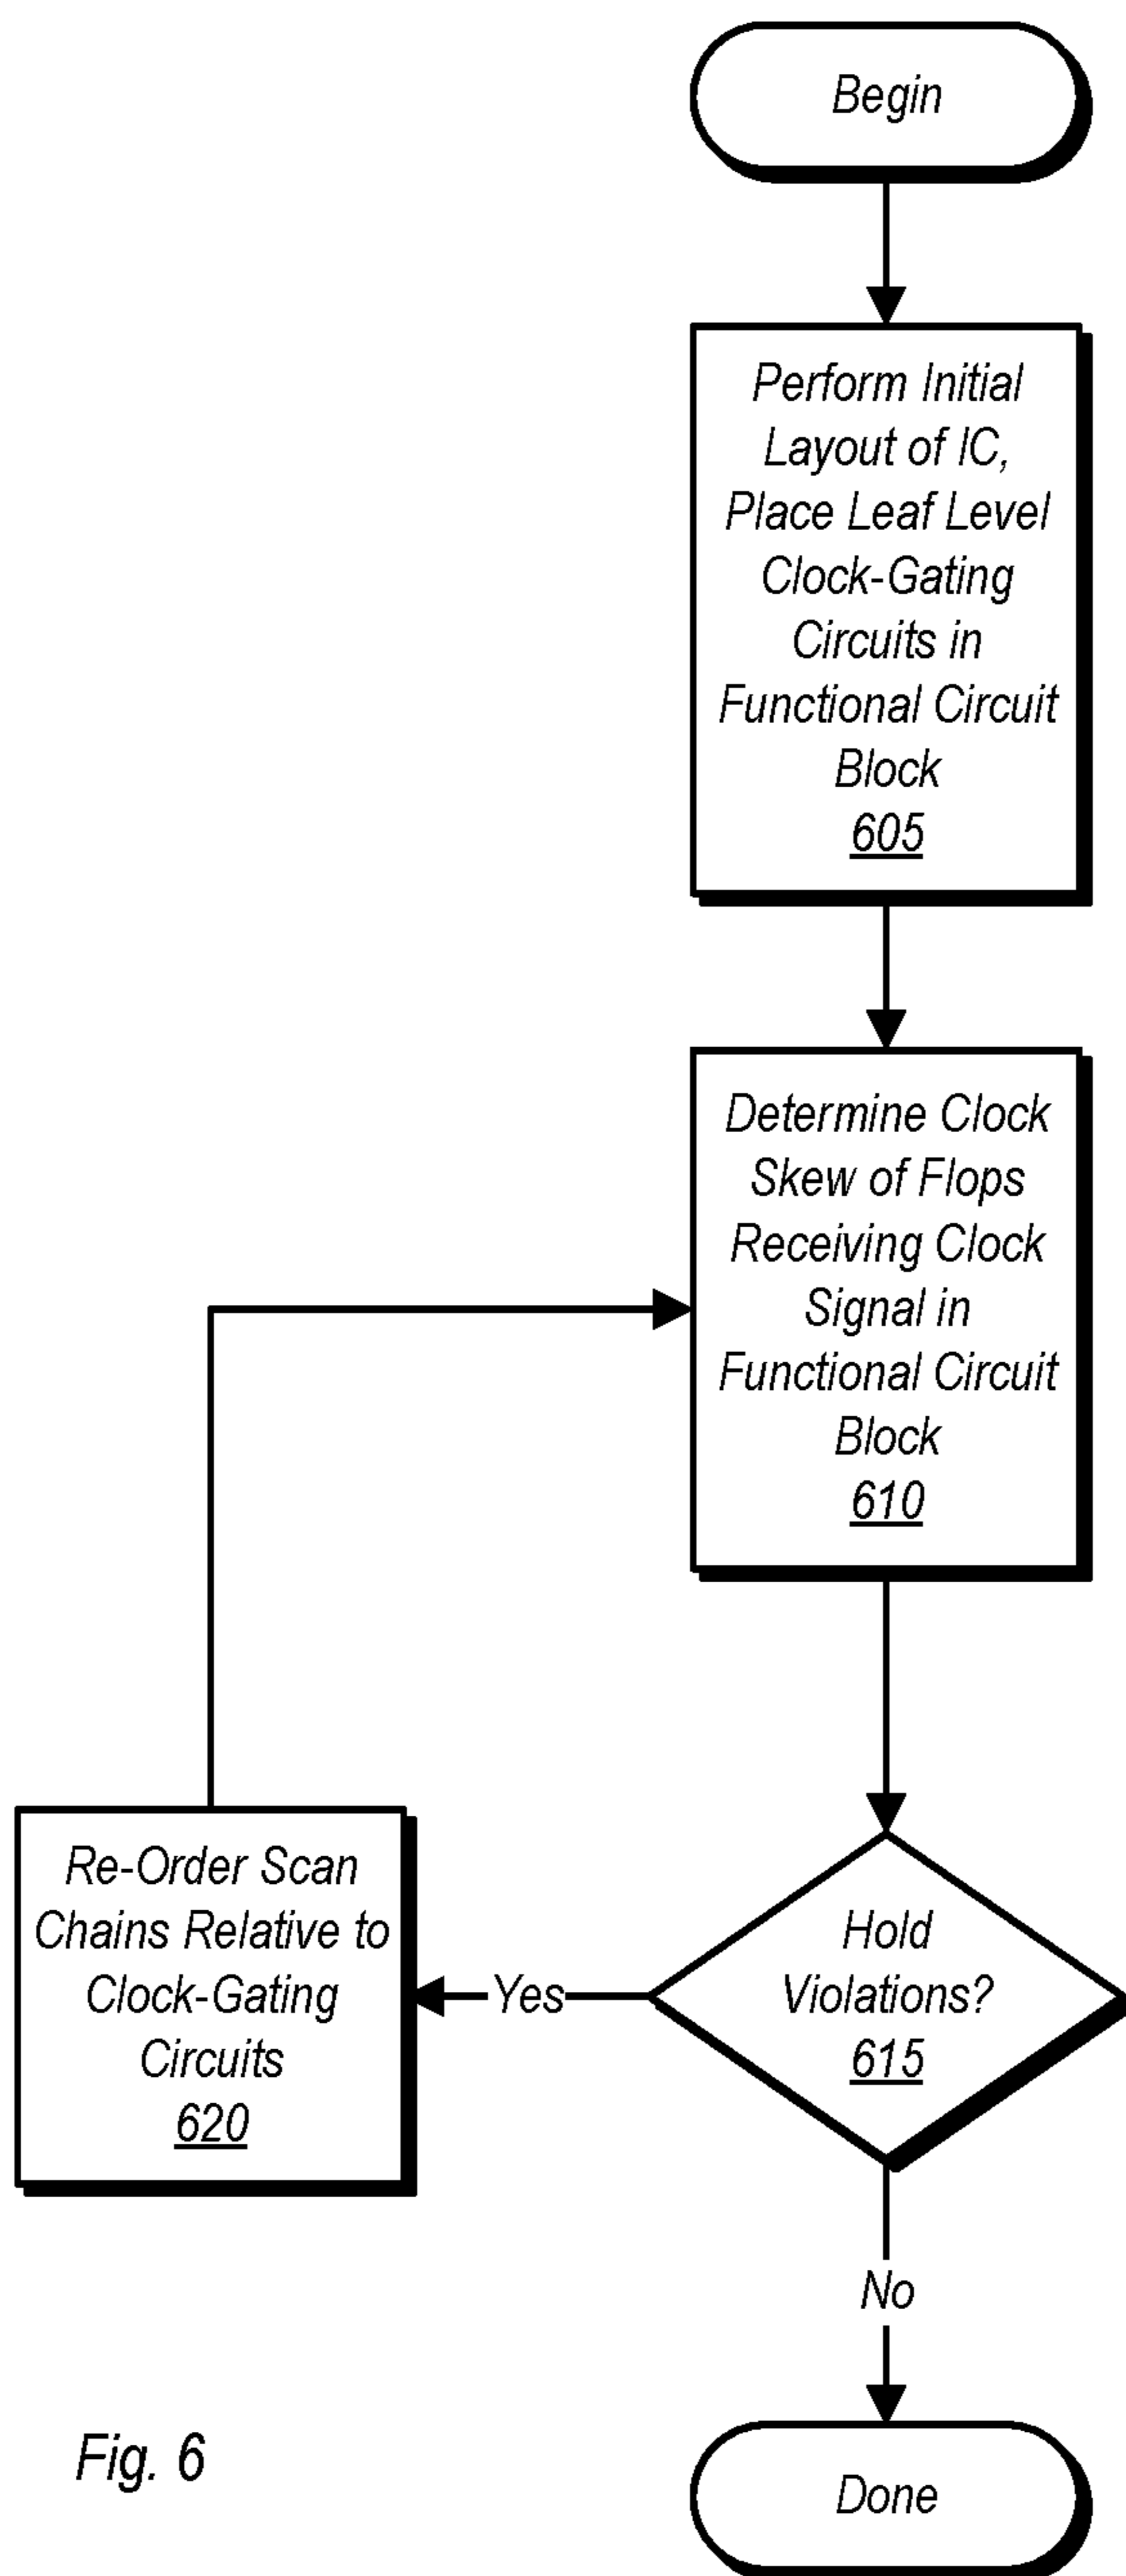 Begin
Perform Initial
Layout of IC,
Place Leaf Level
Clock-Gating
Circuits in
Functional Circuit
Block
605
Determine Clock
Skew of Flops
Receiving Clock
Signal in
Functional Circuit
Block
610
Hold
Violations?
615
Yes
Re-Order Scan
Chains Relative to
Clock-Gating
Circuits
620
No
Done
Fig. 6